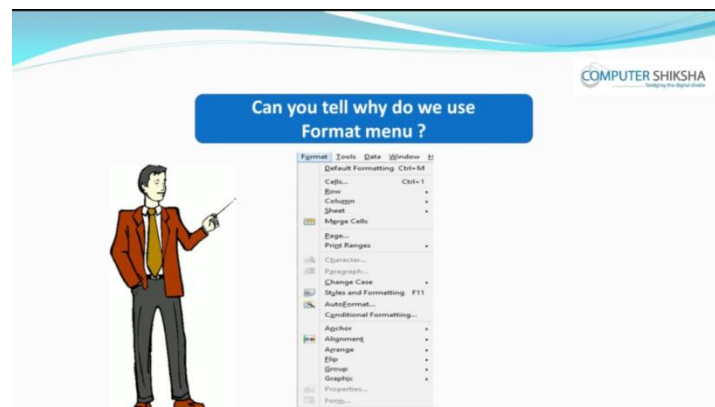 COMPUTER SHIKSHA
bridging the digital divide
Can you tell why do we use
Format menu ?
Format Tools Data Window H
Default Formatting Ctrl+M
Cells... Ctrl+1
Row
Column
Sheet
Merge Cells
Page...
Print Ranges
Character...
Paragraph...
Change Case
Styles and Formatting F11
AutoFormat...
Conditional Formatting...
Anchor
Alignment
Arrange
Flip
Group
Graphic
Properties...
Form...